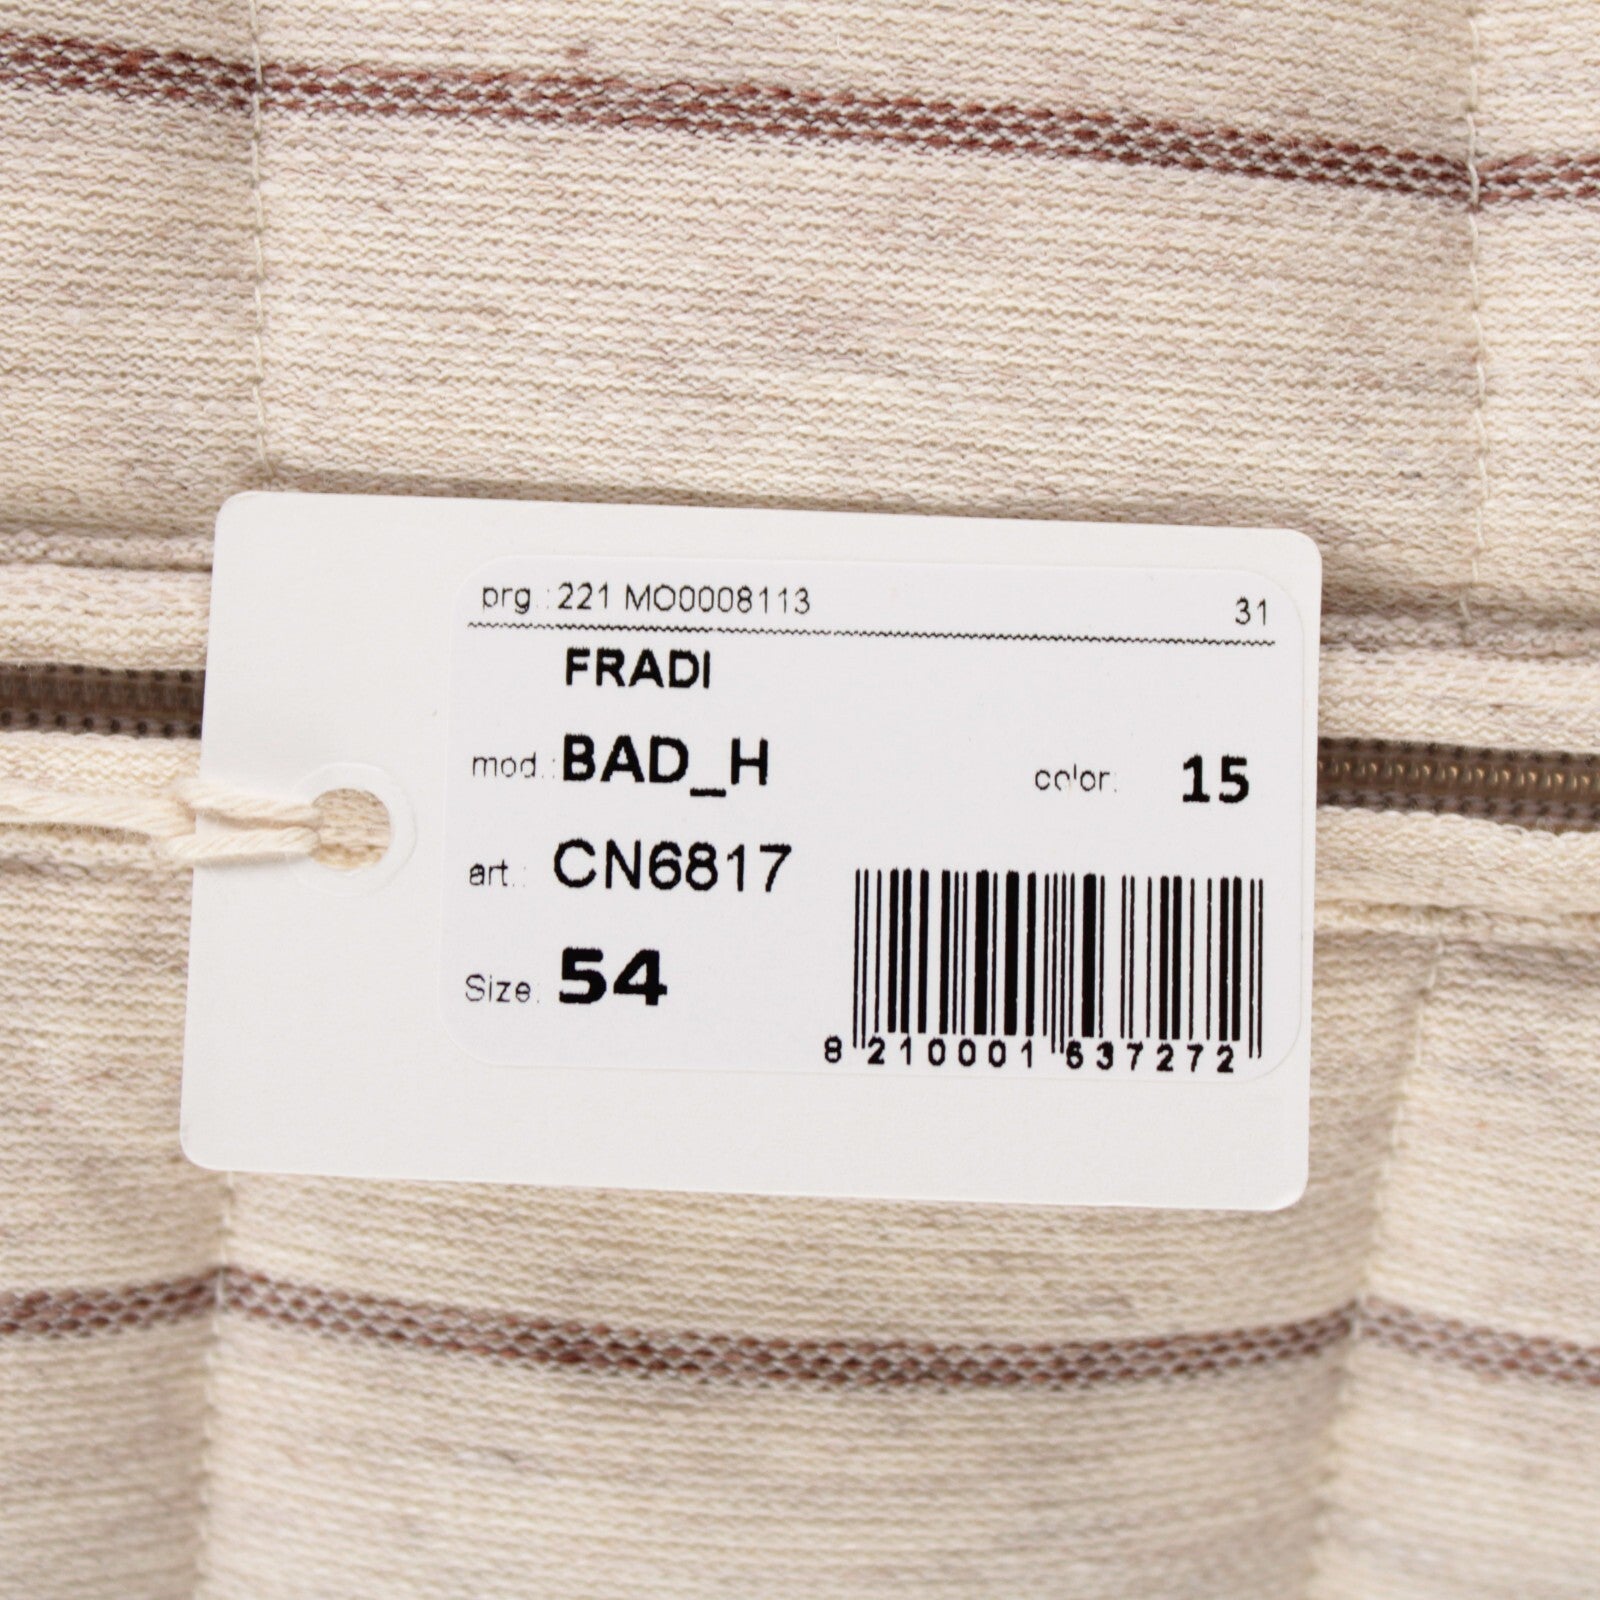 prg.: 221 MO0008113 31
FRADI
mod.: BAD_H color: 15
art.: CN6817
Size: 54
8 210001 637272